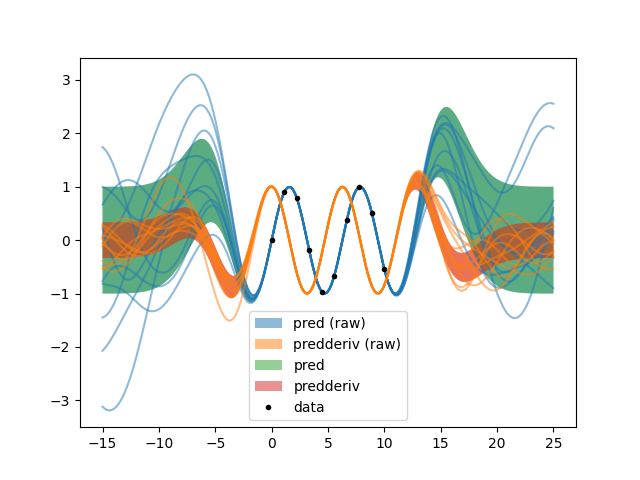 3
2
1
0
−1
−2
−3
pred (raw)
predderiv (raw)
pred
predderiv
data
−15 −10 −5 0 5 10 15 20 25